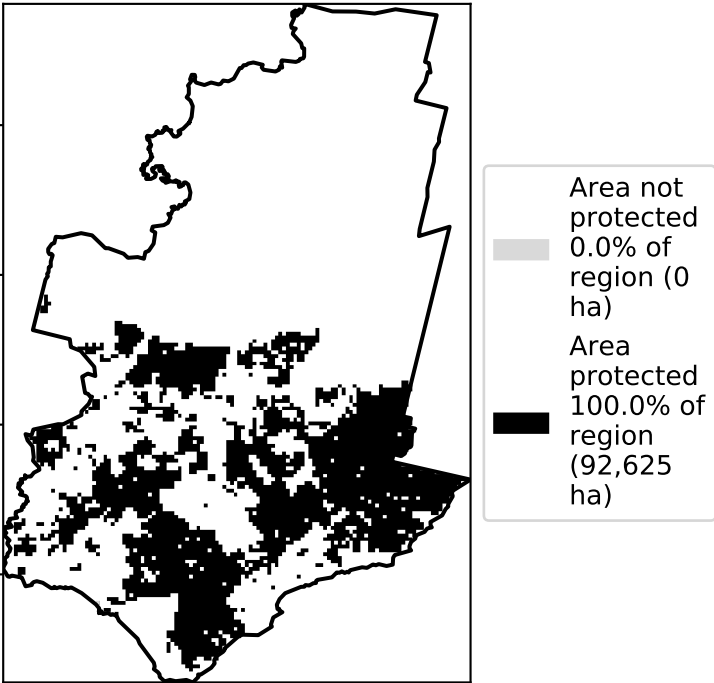 Area not
protected
0.0% of
region (0
ha)
Area
protected
100.0% of
region
(92,625
ha)